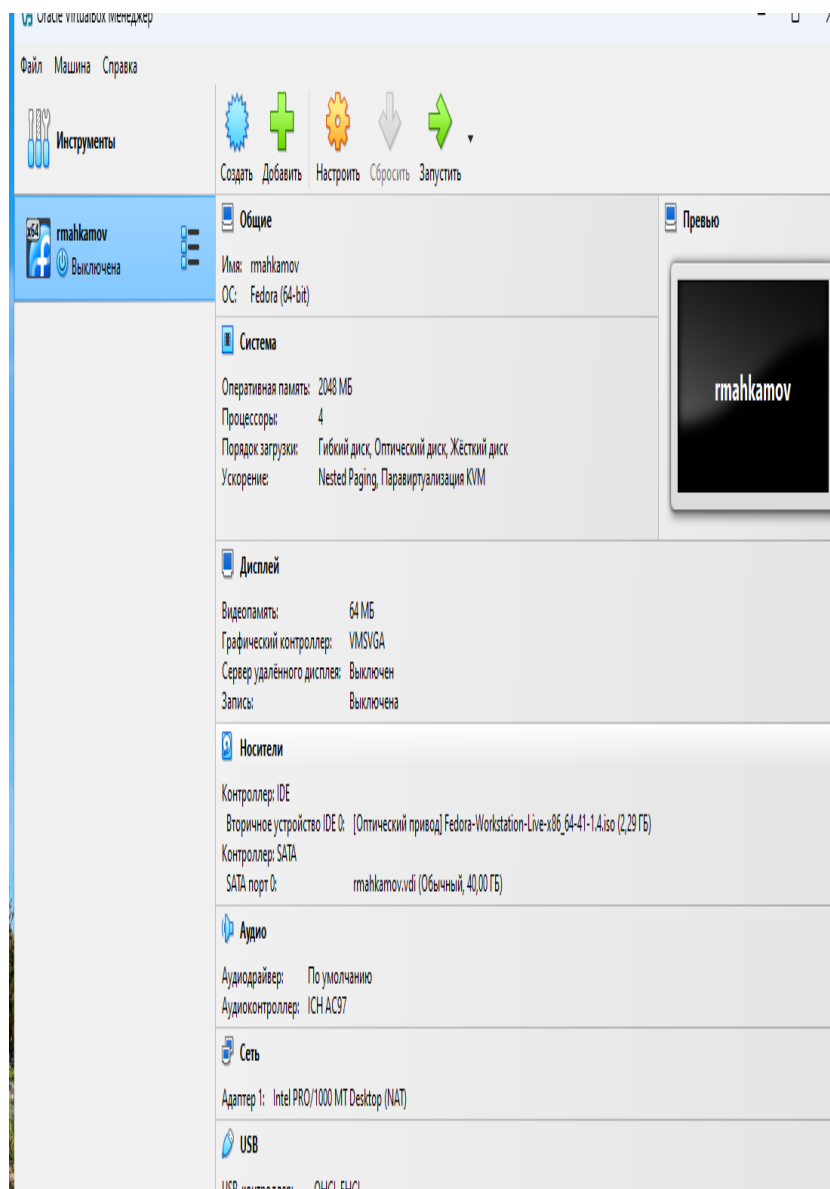 Oracle VirtualBox Менеджер
Файл Машина Справка
Инструменты
Создать Добавить Настроить Сбросить Запустить
x64 rmahkamov
Выключена
Общие
Имя: rmahkamov
ОС: Fedora (64-bit)
Превью
rmahkamov
Система
Оперативная память: 2048 МБ
Процессоры: 4
Порядок загрузки: Гибкий диск, Оптический диск, Жёсткий диск
Ускорение: Nested Paging, Паравиртуализация KVM
Дисплей
Видеопамять: 64 МБ
Графический контроллер: VMSVGA
Сервер удалённого дисплея: Выключен
Запись: Выключена
Носители
Контроллер: IDE
Вторичное устройство IDE 0: [Оптический привод] Fedora-Workstation-Live-x86_64-41-1.4.iso (2,29 ГБ)
Контроллер: SATA
SATA порт 0: rmahkamov.vdi (Обычный, 40,00 ГБ)
Аудио
Аудиодрайвер: По умолчанию
Аудиоконтроллер: ICH AC97
Сеть
Адаптер 1: Intel PRO/1000 MT Desktop (NAT)
USB
USB-контроллер: OHCI, EHCI